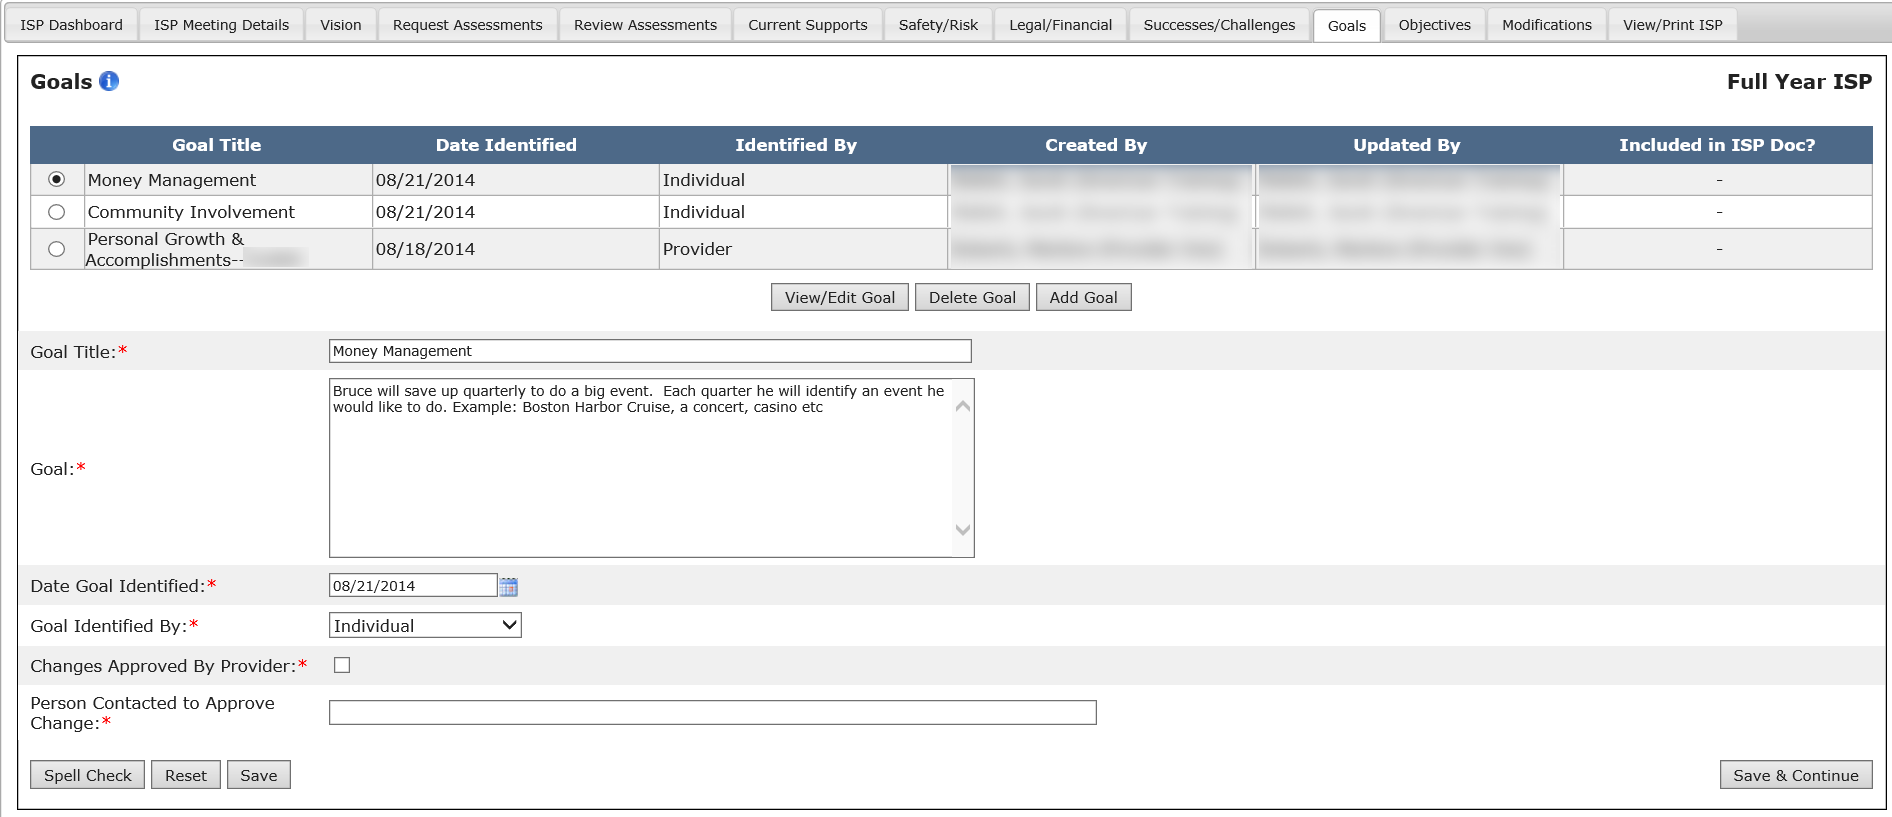 ISP Dashboard ISP Meeting Details Vision Request Assessments Review Assessments Current Supports Safety/Risk Legal/Financial Successes/Challenges Goals Objectives Modifications View/Print ISP
Goals Full Year ISP
Goal Title Date Identified Identified By Created By Updated By Included in ISP Doc?
Money Management 08/21/2014 Individual -
Community Involvement 08/21/2014 Individual -
Personal Growth &
Accomplishments-- 08/18/2014 Provider -
View/Edit Goal Delete Goal Add Goal
Goal Title:* Money Management
Goal:*
Bruce will save up quarterly to do a big event.  Each quarter he will identify an event he
would like to do. Example: Boston Harbor Cruise, a concert, casino etc
Date Goal Identified:* 08/21/2014
Goal Identified By:* Individual
Changes Approved By Provider:*
Person Contacted to Approve
Change:*
Spell Check Reset Save Save & Continue